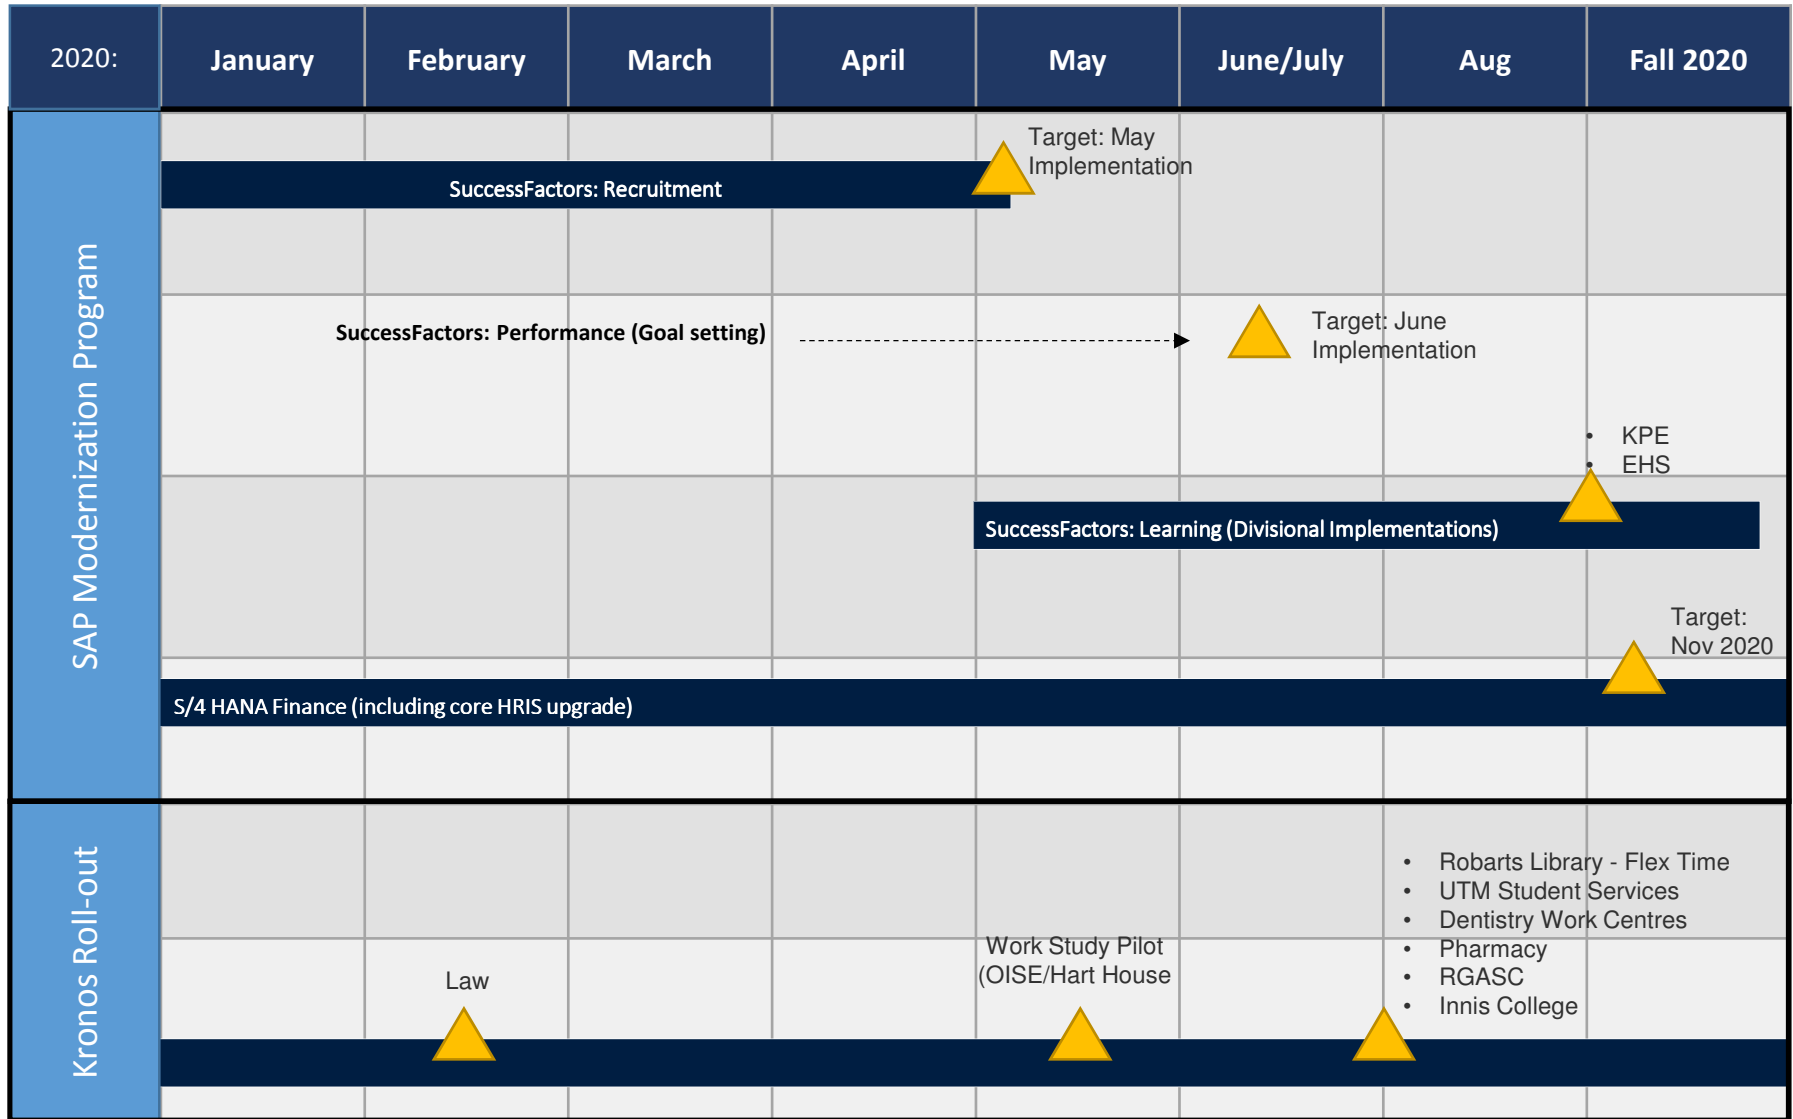 2020:
January
February
March
April
May
June/July
Aug
Fall 2020
SAP Modernization Program
Target: May
Implementation
SuccessFactors: Recruitment
SuccessFactors: Performance (Goal setting)
Target: June
Implementation
• KPE
• EHS
SuccessFactors: Learning (Divisional Implementations)
Target:
Nov 2020
S/4 HANA Finance (including core HRIS upgrade)
Kronos Roll-out
Law
Work Study Pilot
(OISE/Hart House
• Robarts Library - Flex Time
• UTM Student Services
• Dentistry Work Centres
• Pharmacy
• RGASC
• Innis College